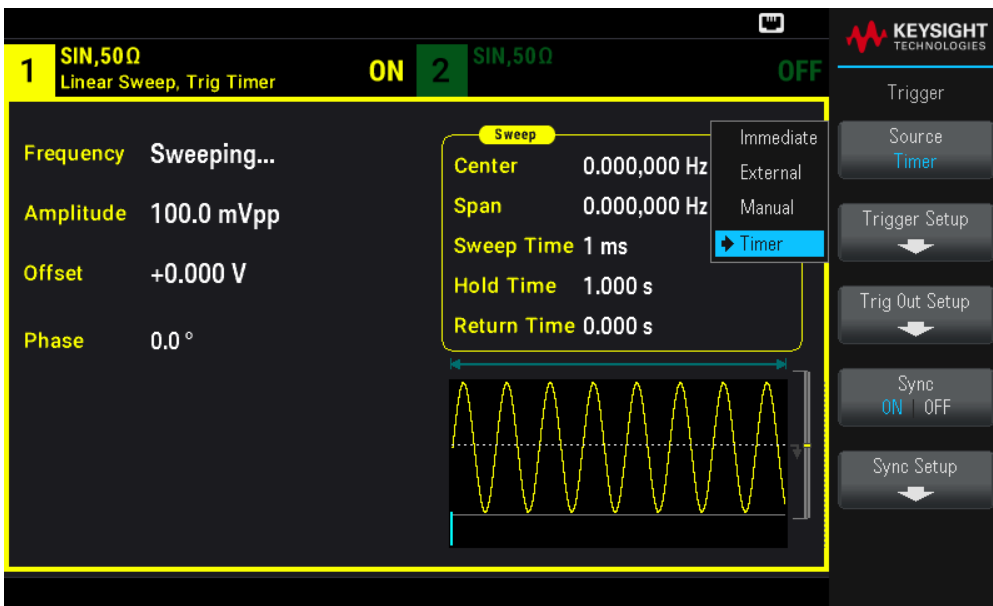 KEYSIGHT
TECHNOLOGIES
1 SIN,50Ω
Linear Sweep, Trig Timer
ON
2 SIN,50Ω
OFF
Trigger
Frequency Sweeping...
Amplitude 100.0 mVpp
Offset +0.000 V
Phase 0.0 °
Sweep
Center 0.000,000 Hz
Span 0.000,000 Hz
Sweep Time 1 ms
Hold Time 1.000 s
Return Time 0.000 s
Immediate
External
Manual
Timer
Source
Timer
Trigger Setup
Trig Out Setup
Sync
ON OFF
Sync Setup